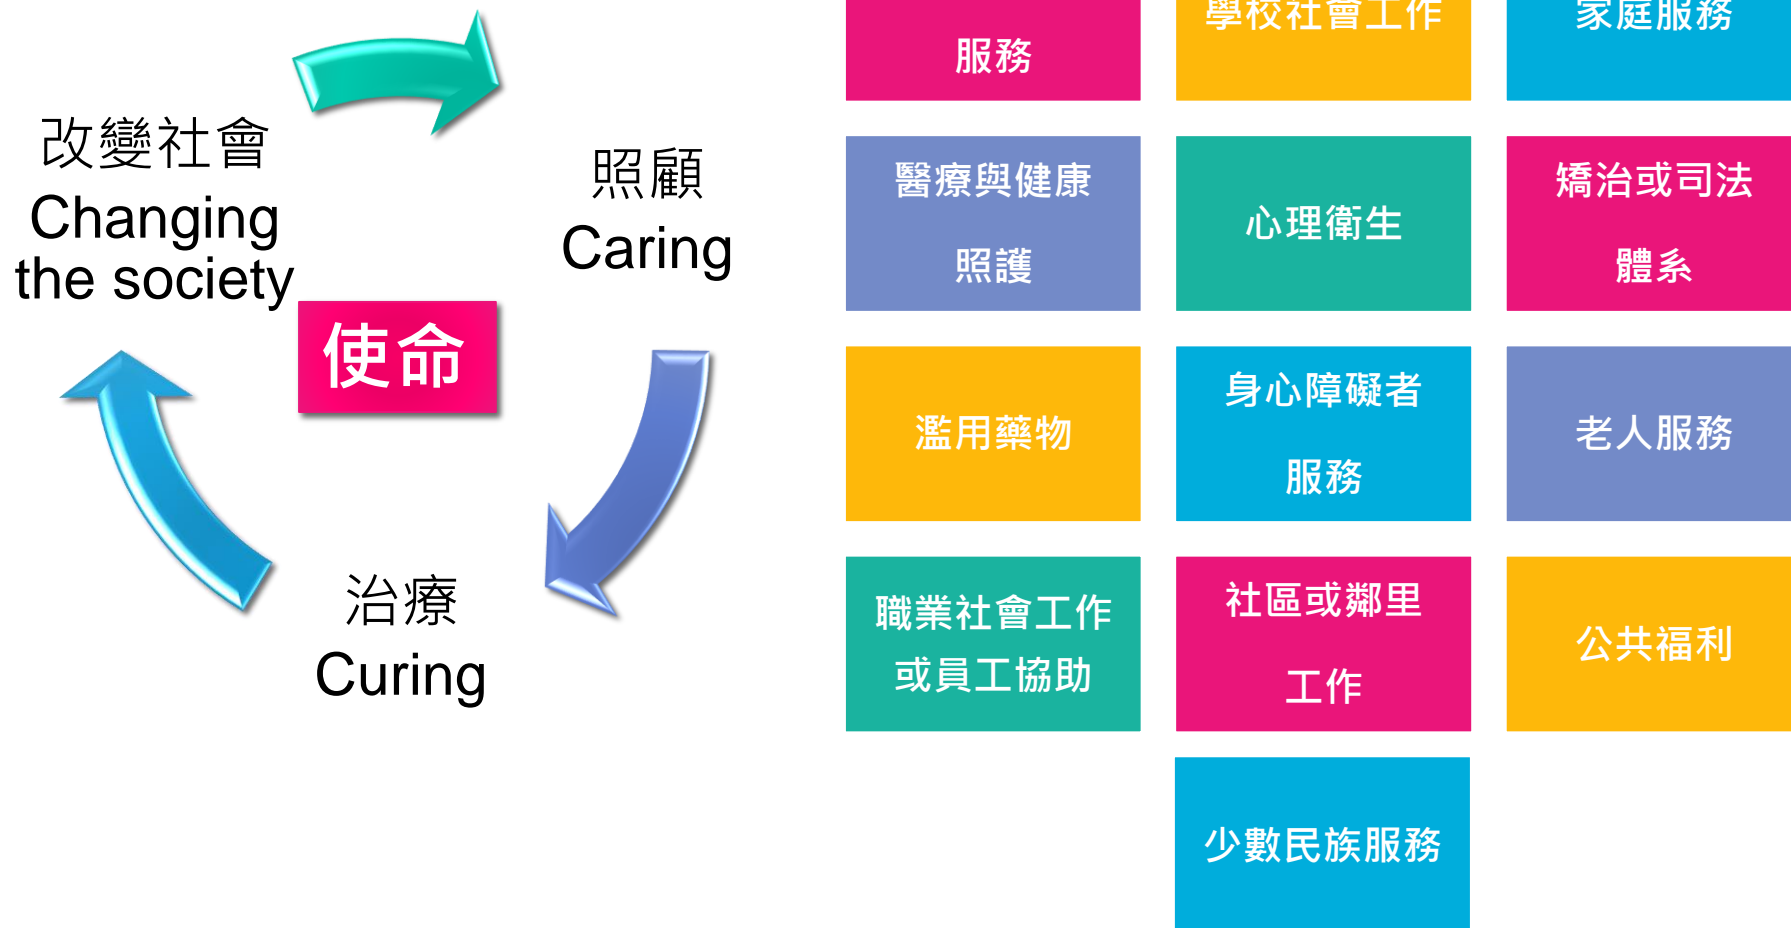 改變社會
Changing
the society
照顧
Caring
使命
治療
Curing
服務
學校社會工作
家庭服務
醫療與健康
照護
心理衛生
矯治或司法
體系
濫用藥物
身心障礙者
服務
老人服務
職業社會工作
或員工協助
社區或鄰里
工作
公共福利
少數民族服務